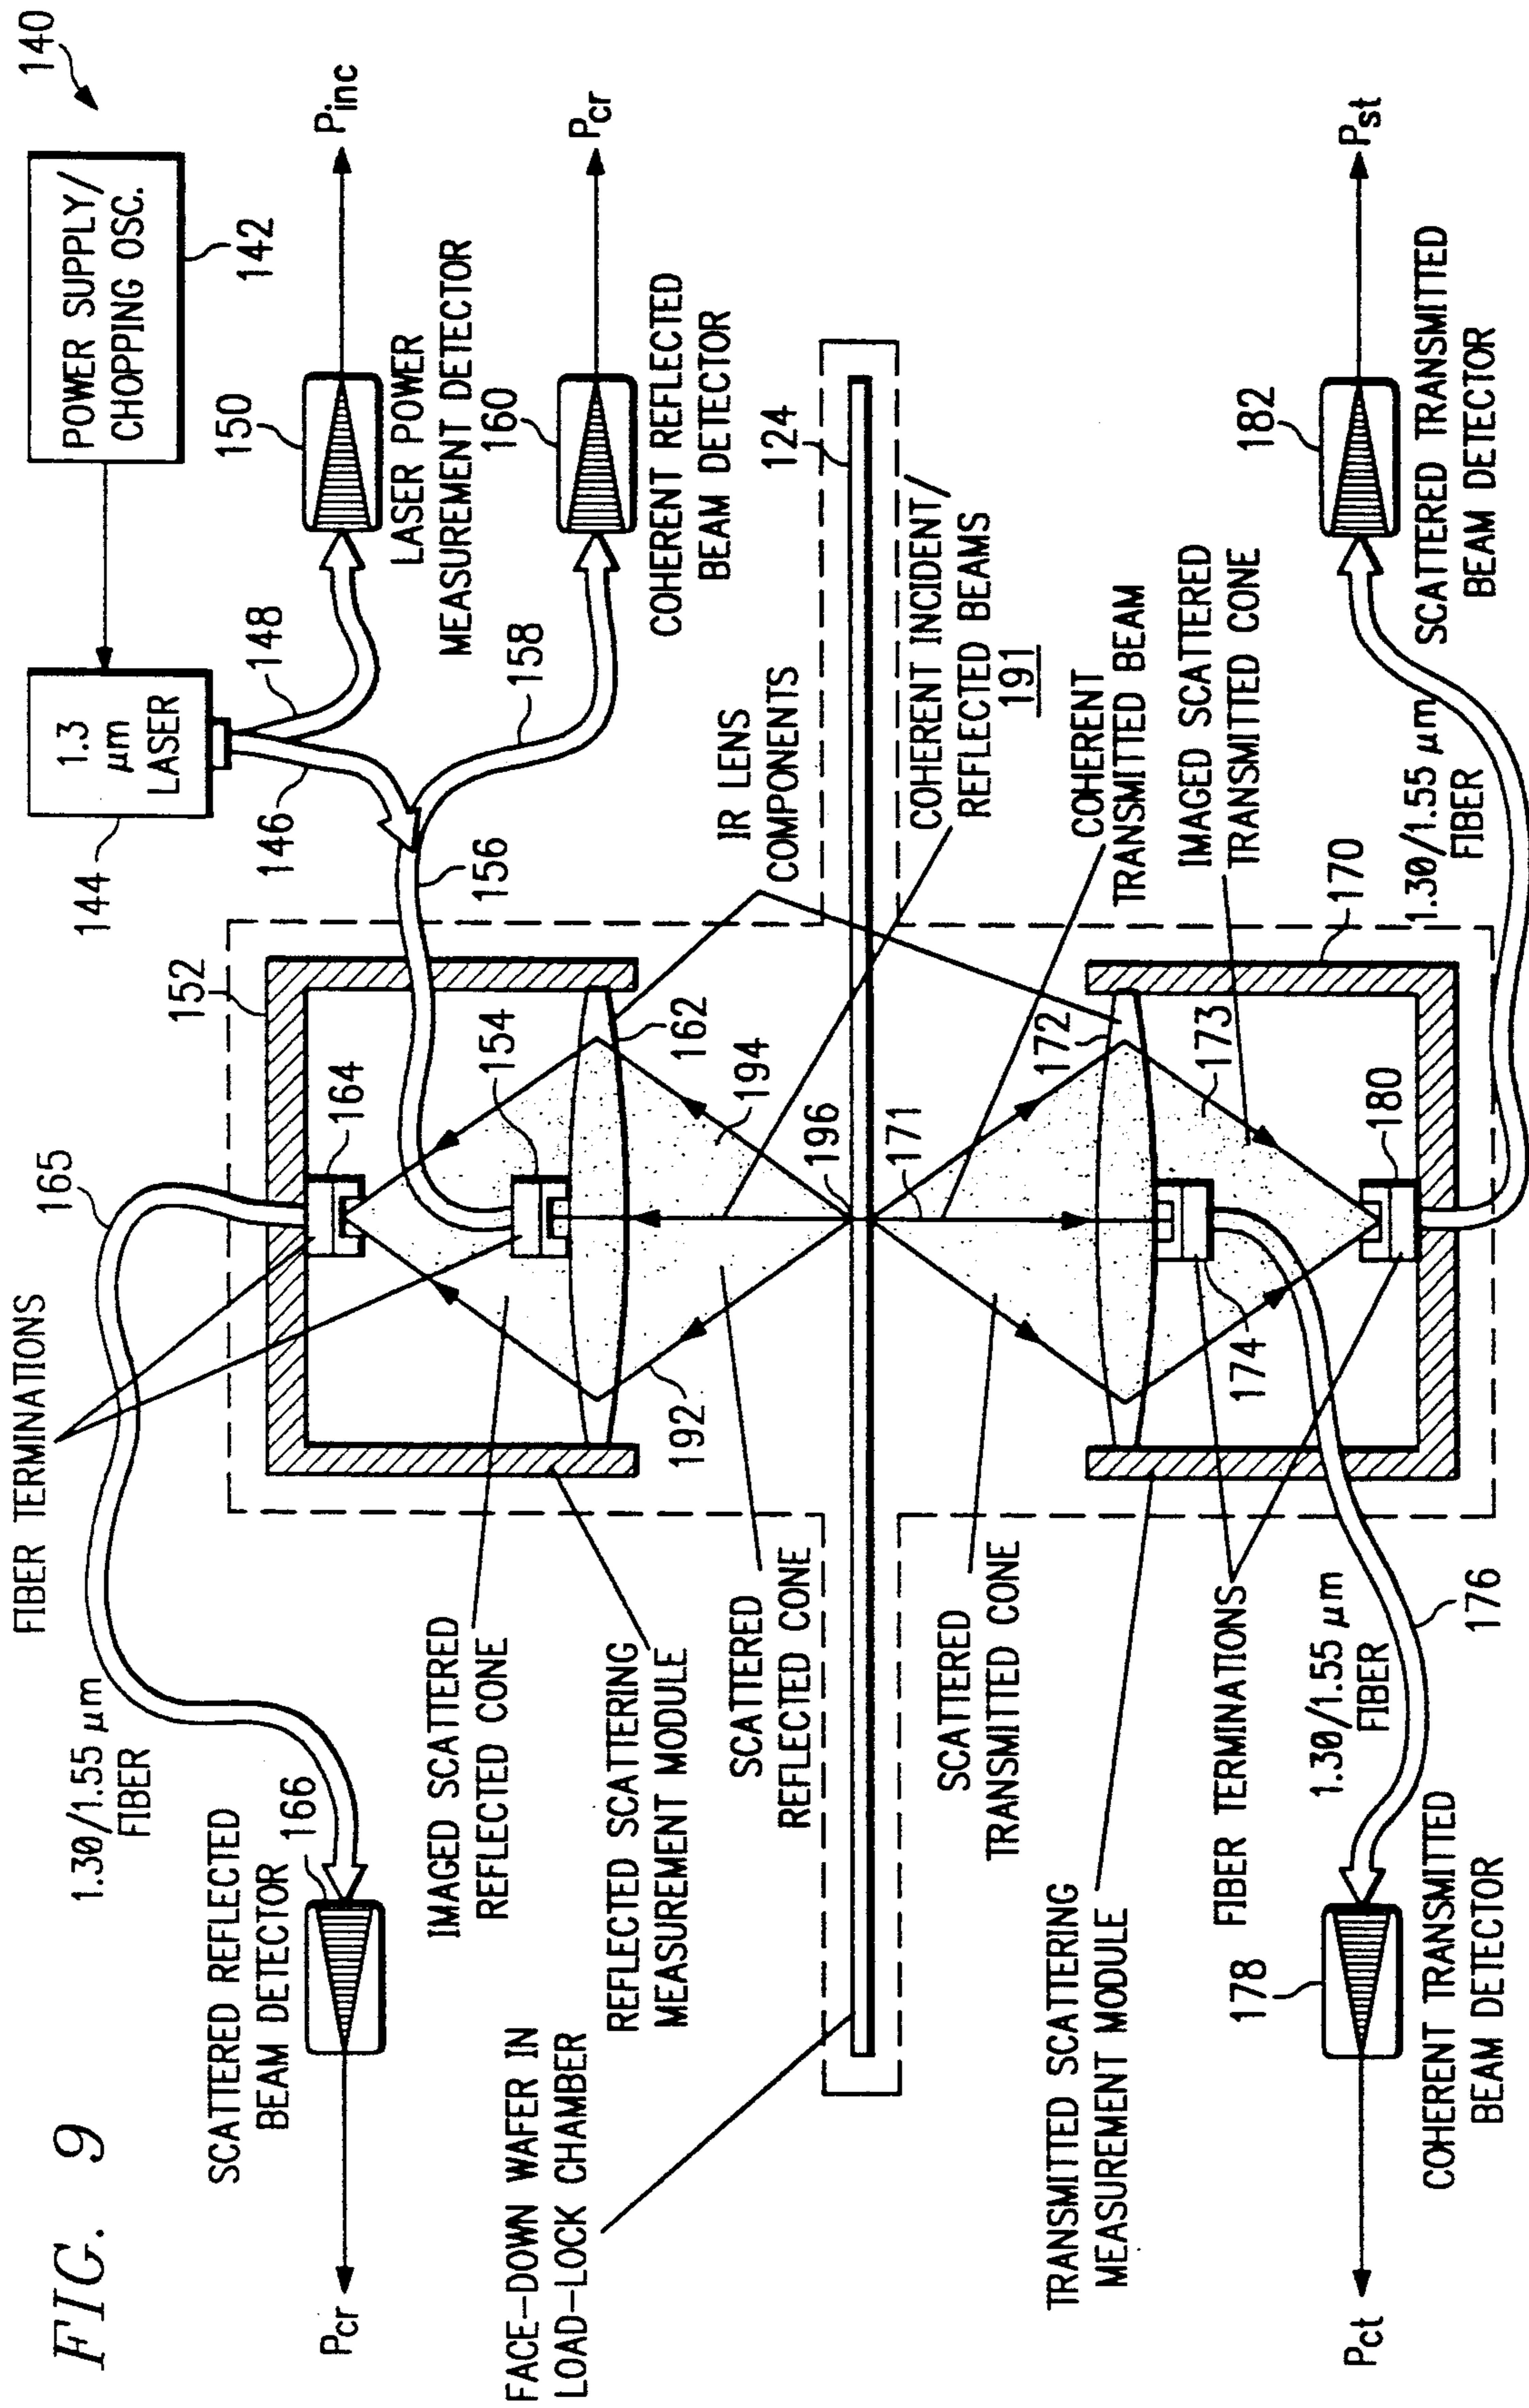 FIG. 9
140
POWER SUPPLY/
CHOPPING OSC.
142
1.3
μm
LASER
144
146
148
150
LASER POWER
MEASUREMENT DETECTOR
Pinc
156
158
160
COHERENT REFLECTED
BEAM DETECTOR
Pcr
FIBER TERMINATIONS
165
1.30/1.55 μm
FIBER
SCATTERED REFLECTED
BEAM DETECTOR
166
Pcr
152
164
154
162
194
192
196
IMAGED SCATTERED
REFLECTED CONE
REFLECTED SCATTERING
MEASUREMENT MODULE
SCATTERED
REFLECTED CONE
IR LENS
COMPONENTS
124
COHERENT INCIDENT/
REFLECTED BEAMS
191
COHERENT
TRANSMITTED BEAM
IMAGED SCATTERED
TRANSMITTED CONE
FACE-DOWN WAFER IN
LOAD-LOCK CHAMBER
SCATTERED
TRANSMITTED CONE
TRANSMITTED SCATTERING
MEASUREMENT MODULE
171
172
173
174
180
170
FIBER TERMINATIONS
1.30/1.55 μm
FIBER
176
178
COHERENT TRANSMITTED
BEAM DETECTOR
Pct
1.30/1.55 μm
FIBER
182
SCATTERED TRANSMITTED
BEAM DETECTOR
Pst